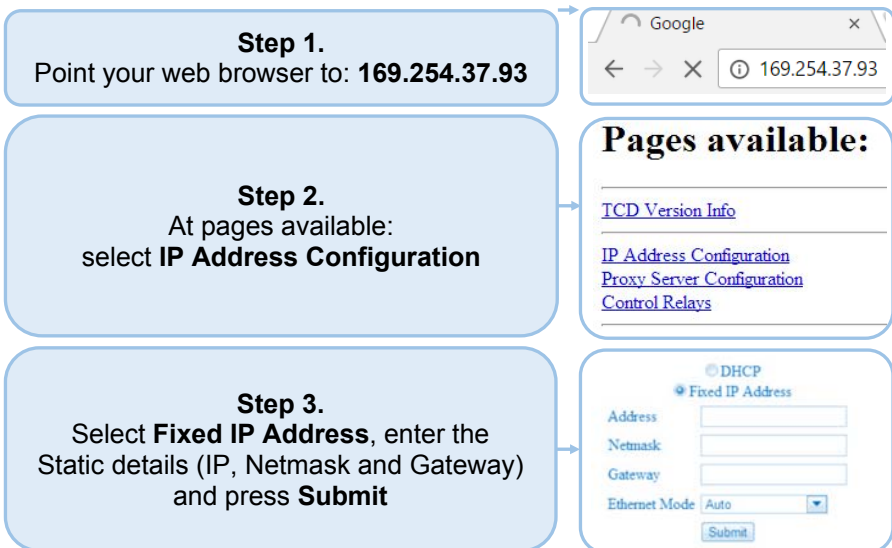 Step 1.
Point your web browser to: 169.254.37.93
Google
169.254.37.93
Step 2.
At pages available:
select IP Address Configuration
Pages available:
TCD Version Info
IP Address Configuration
Proxy Server Configuration
Control Relays
Step 3.
Select Fixed IP Address, enter the
Static details (IP, Netmask and Gateway)
and press Submit
DHCP
Fixed IP Address
Address
Netmask
Gateway
Ethernet Mode Auto
Submit